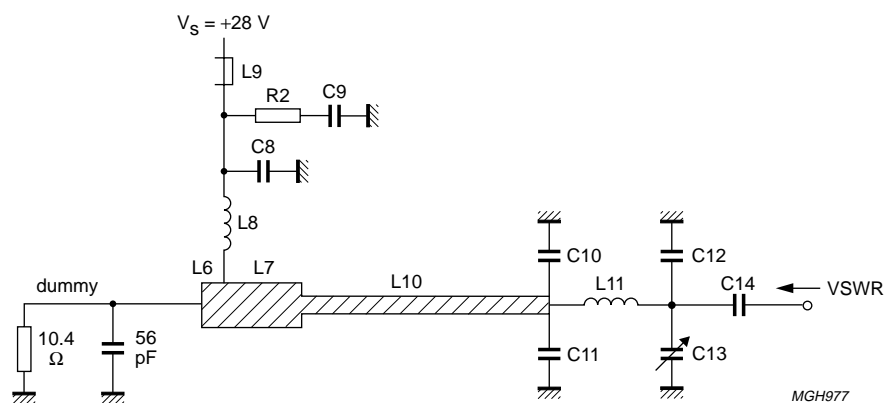 VS = +28 V
L9
R2
C9
C8
L8
L6
L7
L10
dummy
10.4
Ω
56
pF
C10
C11
L11
C12
C13
C14
VSWR
MGH977